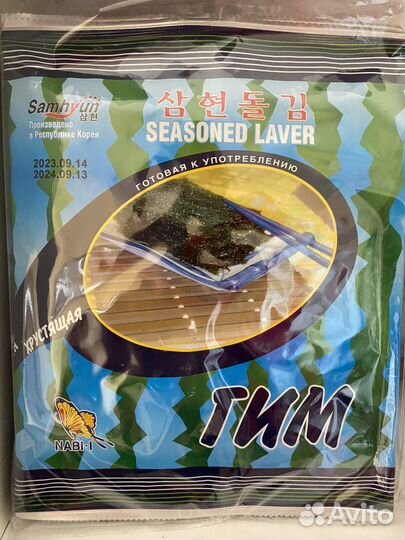 Samhyun
삼현
Произведено
в Республике Корея
삼현돌김
SEASONED LAVER
2023.09.14
2024.09.13
ГОТОВАЯ К УПОТРЕБЛЕНИЮ
ХРУСТЯЩАЯ
ГИМ
NABI-I
Avito